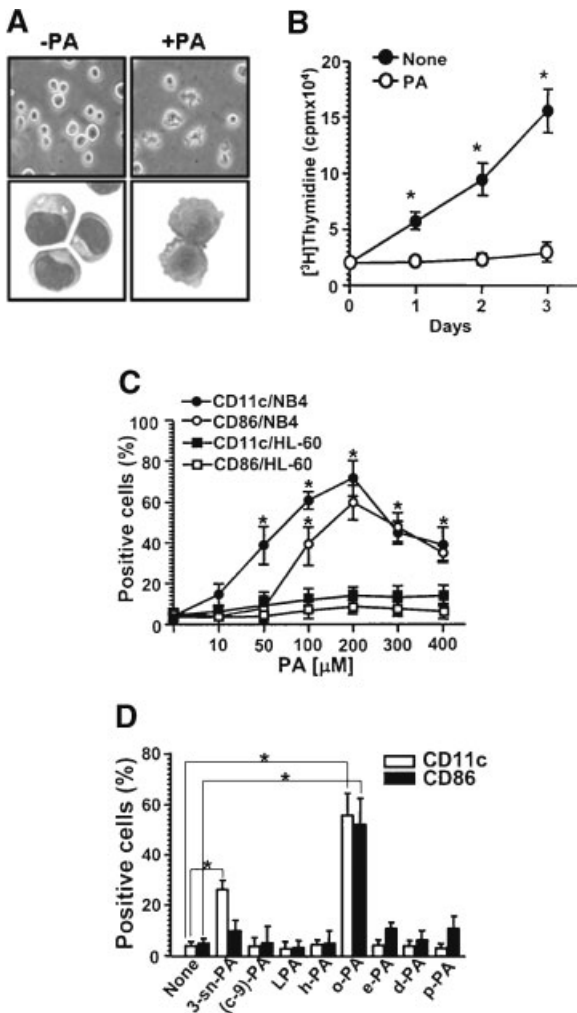 A
-PA +PA
B
None
PA
[³H]Thymidine (cpmx10⁴)
20
15
10
5
0
* * *
0 1 2 3
Days
C
CD11c/NB4
CD86/NB4
CD11c/HL-60
CD86/HL-60
Positive cells (%)
100
80
60
40
20
0
* * * * * *
10 50 100 200 300 400
PA [μM]
D
CD11c
CD86
Positive cells (%)
80
60
40
20
0
* * *
None 3-sn-PA (c-9)-PA LPA h-PA o-PA e-PA d-PA p-PA